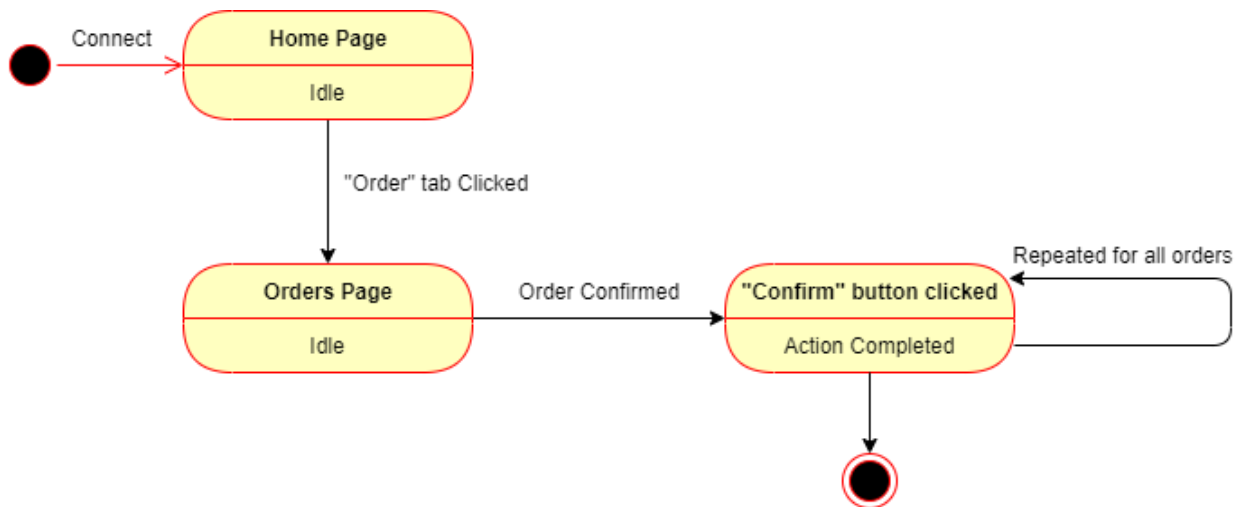 Connect
Home Page
Idle
"Order" tab Clicked
Orders Page
Idle
Order Confirmed
"Confirm" button clicked
Action Completed
Repeated for all orders